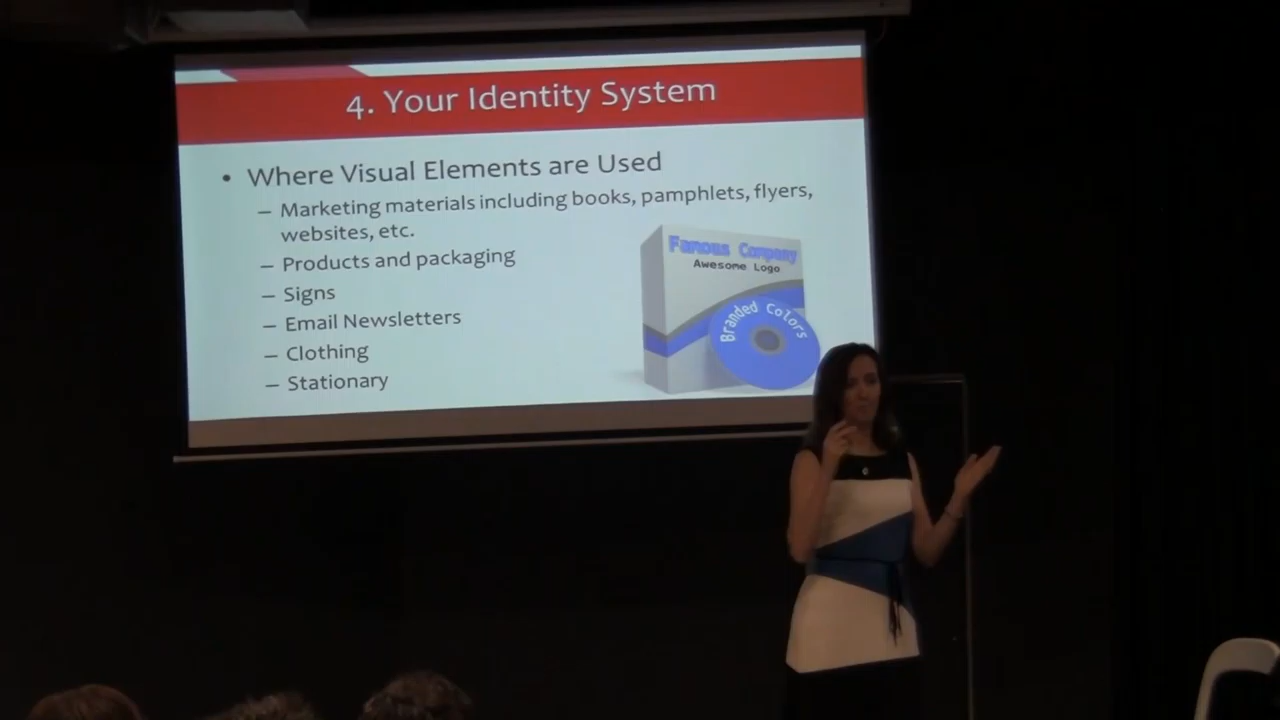 4. Your Identity System
• Where Visual Elements are Used
– Marketing materials including books, pamphlets, flyers,
websites, etc.
– Products and packaging
– Signs
– Email Newsletters
– Clothing
– Stationary
Famous Company
Awesome Logo
Branded Colors